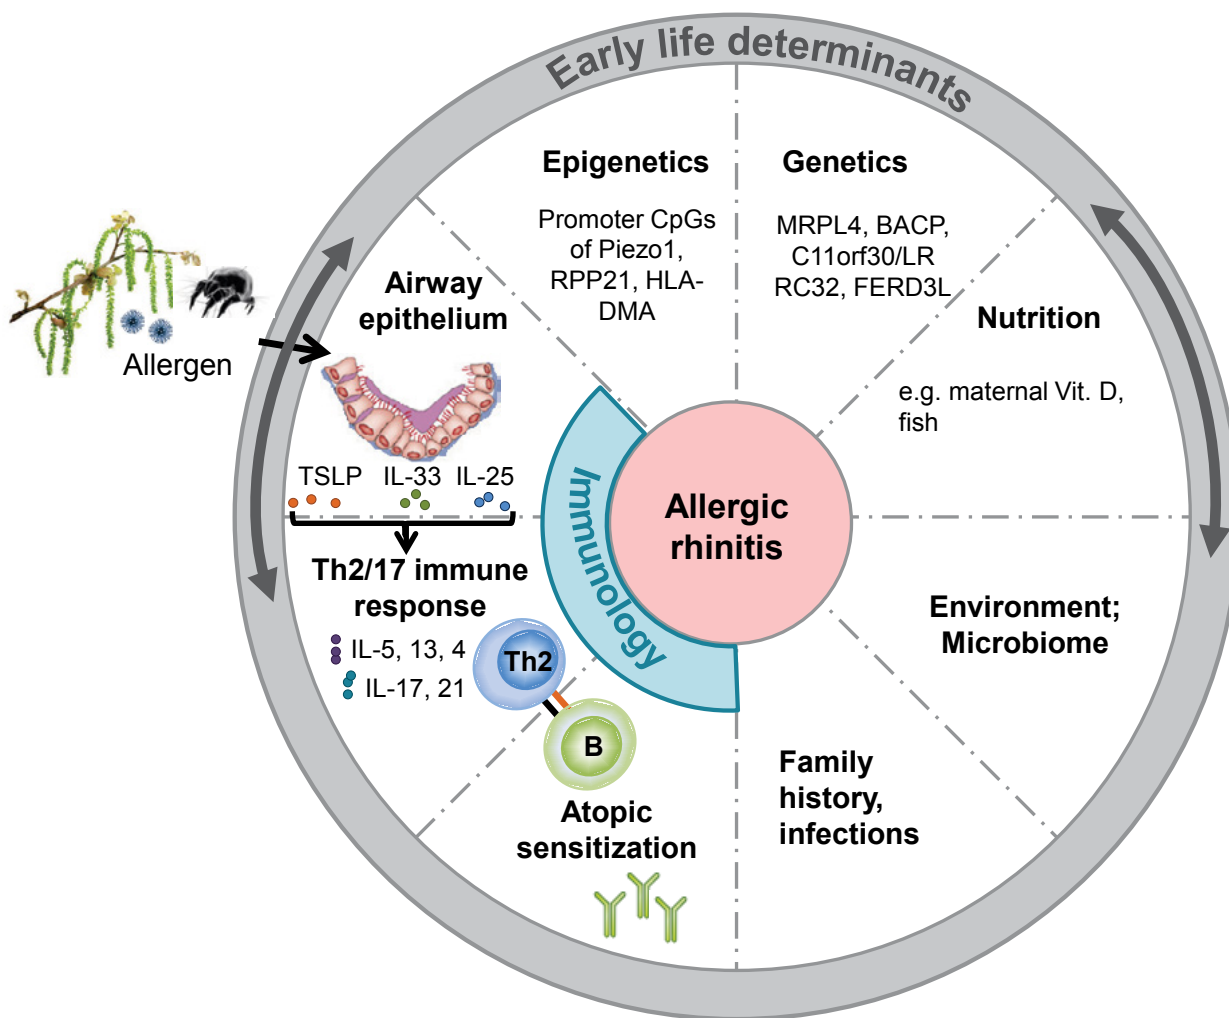 Early life determinants
Epigenetics
Promoter CpGs
of Piezo1,
RPP21, HLA-
DMA
Genetics
MRPL4, BACP,
C11orf30/LR
RC32, FERD3L
Nutrition
e.g. maternal Vit. D,
fish
Environment;
Microbiome
Family
history,
infections
Atopic
sensitization
Th2/17 immune
response
IL-5, 13, 4
IL-17, 21
Th2
B
Airway
epithelium
TSLP IL-33 IL-25
Allergen
Immunology
Allergic
rhinitis